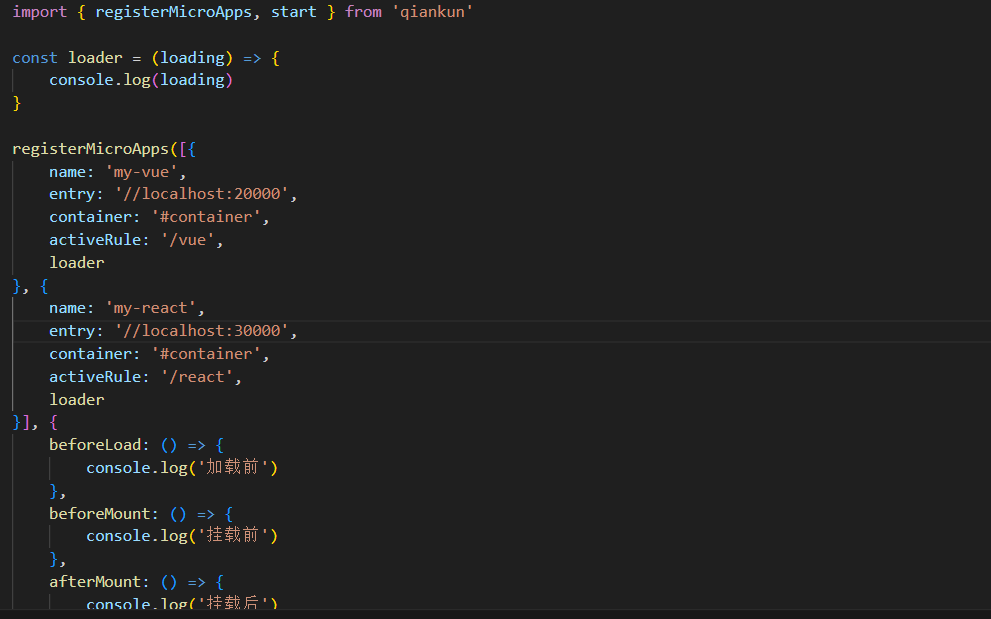 import { registerMicroApps, start } from 'qiankun'
const loader = (loading) => {
    console.log(loading)
}
registerMicroApps([{
    name: 'my-vue',
    entry: '//localhost:20000',
    container: '#container',
    activeRule: '/vue',
    loader
}, {
    name: 'my-react',
    entry: '//localhost:30000',
    container: '#container',
    activeRule: '/react',
    loader
}], {
    beforeLoad: () => {
        console.log('加载前')
    },
    beforeMount: () => {
        console.log('挂载前')
    },
    afterMount: () => {
        console.log('挂载后')